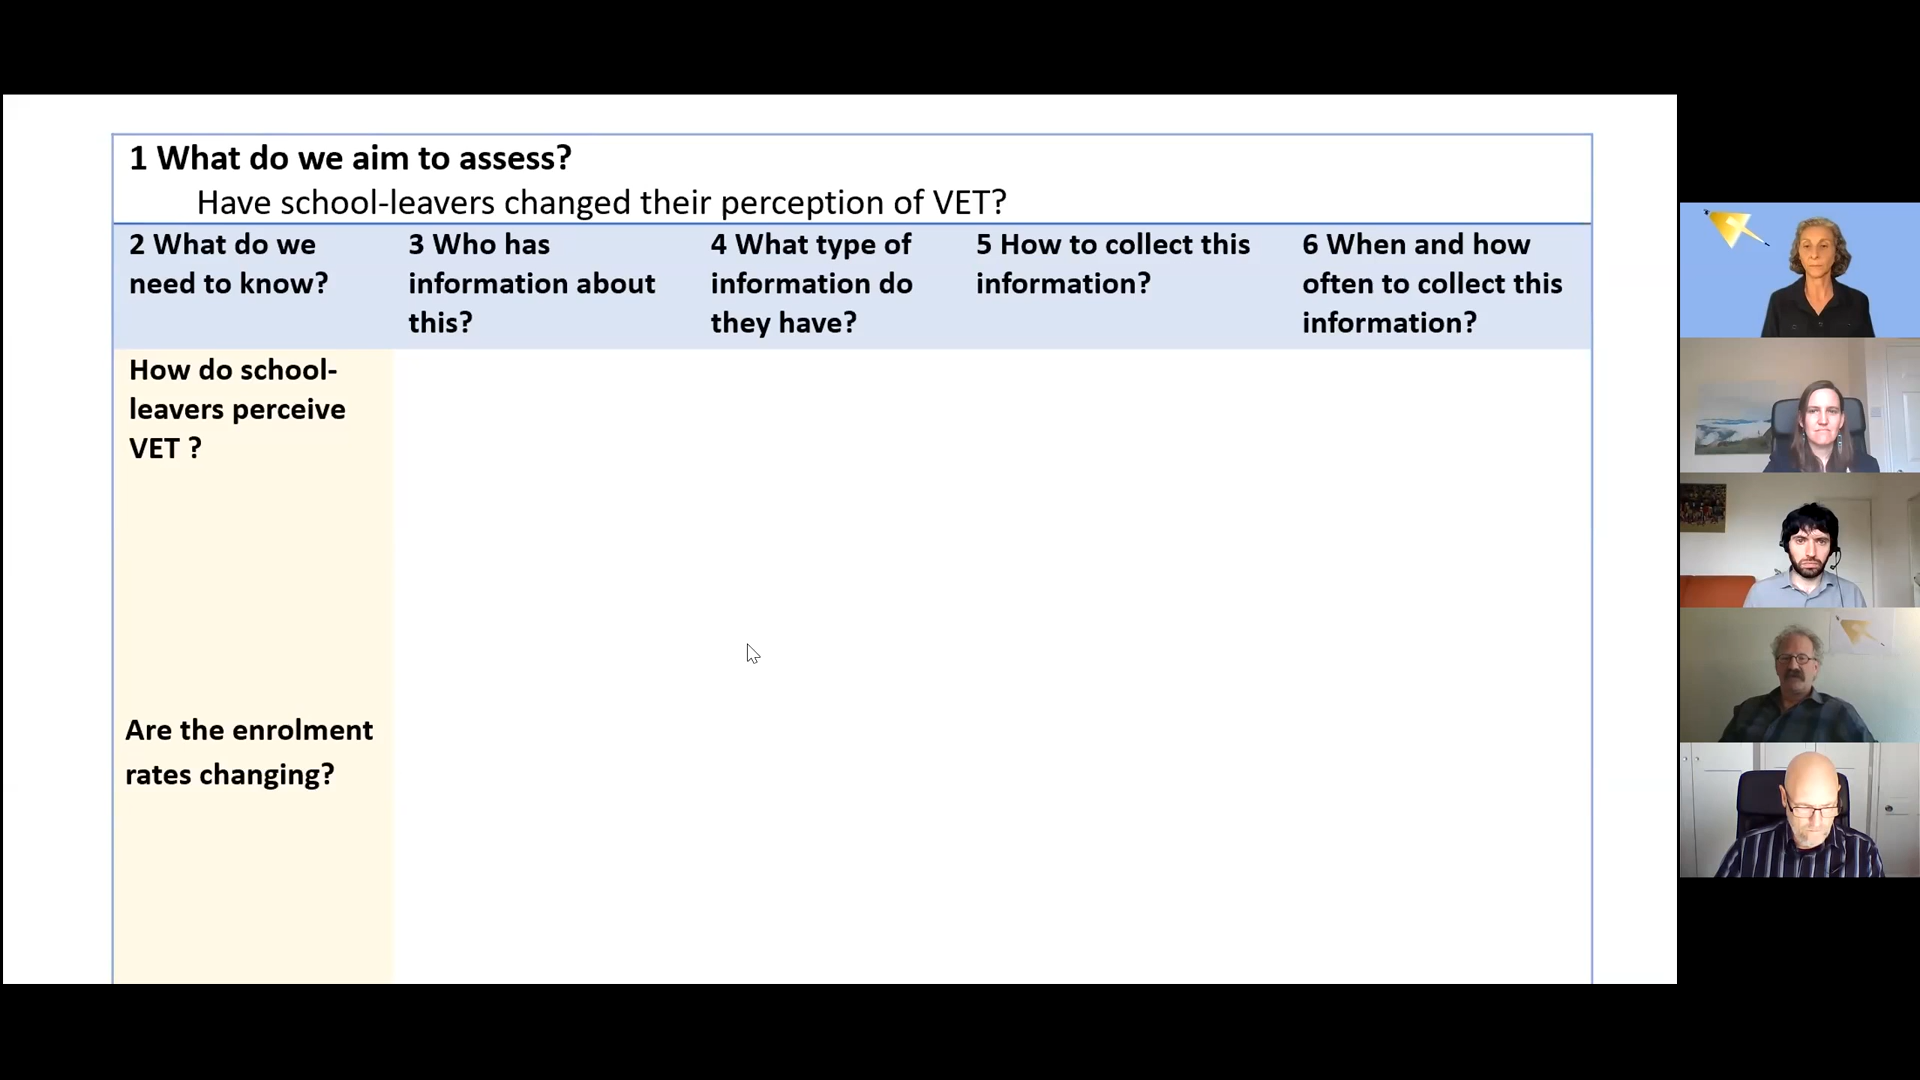 1 What do we aim to assess?
Have school-leavers changed their perception of VET?
2 What do we
need to know?
3 Who has
information about
this?
4 What type of
information do
they have?
5 How to collect this
information?
6 When and how
often to collect this
information?
How do school-
leavers perceive
VET ?
Are the enrolment
rates changing?